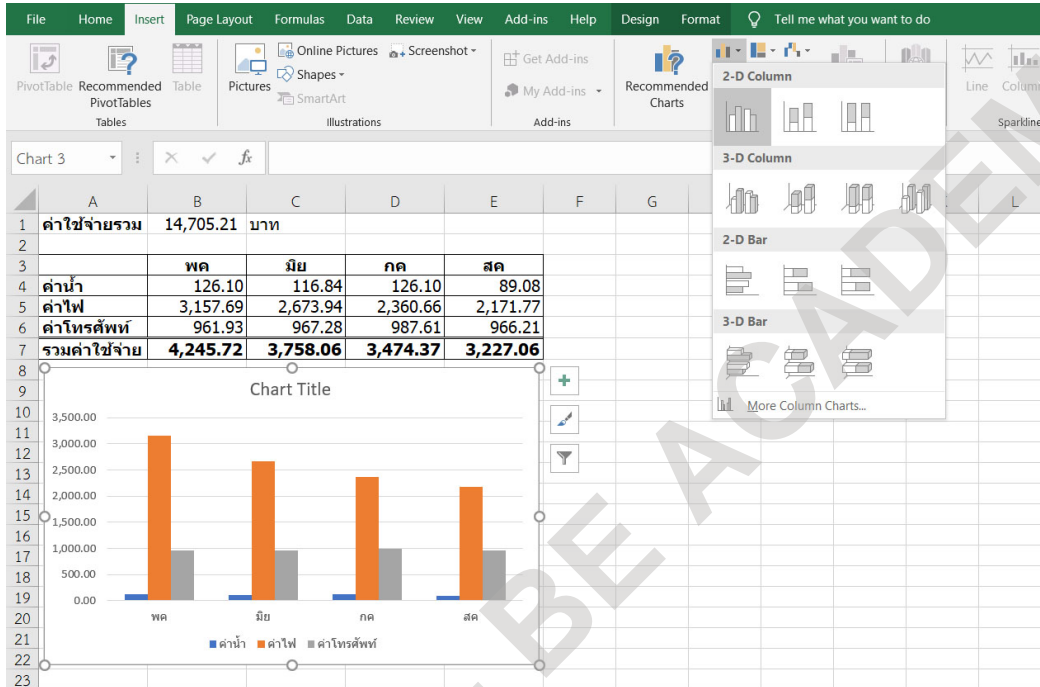 File Home Insert Page Layout Formulas Data Review View Add-ins Help Design Format Tell me what you want to do
PivotTable Recommended PivotTables Table
Tables
Pictures Online Pictures Shapes SmartArt Screenshot
Illustrations
Get Add-ins
My Add-ins
Add-ins
Recommended Charts
Line Column
Sparkline
2-D Column
3-D Column
2-D Bar
3-D Bar
More Column Charts...
Chart 3 fx
A B C D E F G L
1 ค่าใช้จ่ายรวม 14,705.21 บาท
2
3 พค มิย กค สค
4 ค่าน้ำ 126.10 116.84 126.10 89.08
5 ค่าไฟ 3,157.69 2,673.94 2,360.66 2,171.77
6 ค่าโทรศัพท์ 961.93 967.28 987.61 966.21
7 รวมค่าใช้จ่าย 4,245.72 3,758.06 3,474.37 3,227.06
8
9
10
11
12
13
14
15
16
17
18
19
20
21
22
23
Chart Title
3,500.00
3,000.00
2,500.00
2,000.00
1,500.00
1,000.00
500.00
0.00
พค มิย กค สค
ค่าน้ำ ค่าไฟ ค่าโทรศัพท์
BE ACADEM